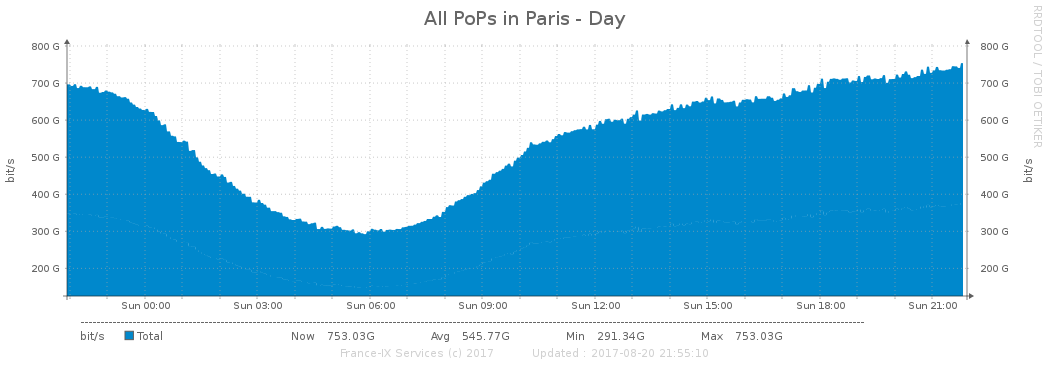 All PoPs in Paris - Day
RRDTOOL / TOBI OETIKER
bit/s
bit/s
800 G 800 G
700 G 700 G
600 G 600 G
500 G 500 G
400 G 400 G
300 G 300 G
200 G 200 G
Sun 00:00 Sun 03:00 Sun 06:00 Sun 09:00 Sun 12:00 Sun 15:00 Sun 18:00 Sun 21:00
bit/s Total Now 753.03G Avg 545.77G Min 291.34G Max 753.03G
France-IX Services (c) 2017 Updated : 2017-08-20 21:55:10